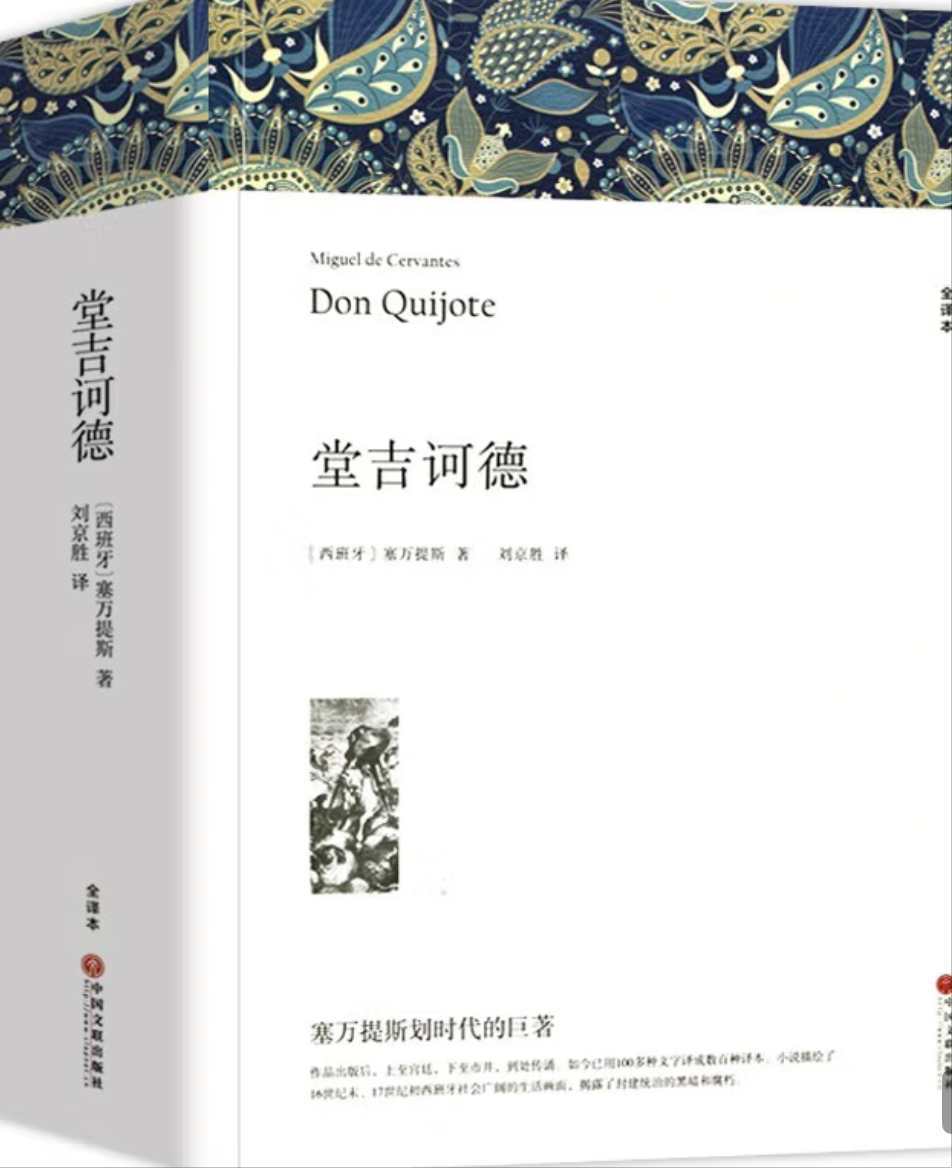 堂吉诃德
[西班牙]塞万提斯 著
刘京胜 译
全译本
中国文联出版社
Miguel de Cervantes
Don Quijote
堂吉诃德
[西班牙]塞万提斯 著 刘京胜 译
塞万提斯划时代的巨著
作品出版后，上至宫廷，下至市井，到处传诵。如今已用100多种文字译成数百种译本。小说描绘了
16世纪末、17世纪初西班牙社会广阔的生活画面，揭露了封建统治的黑暗和腐朽。
全译本